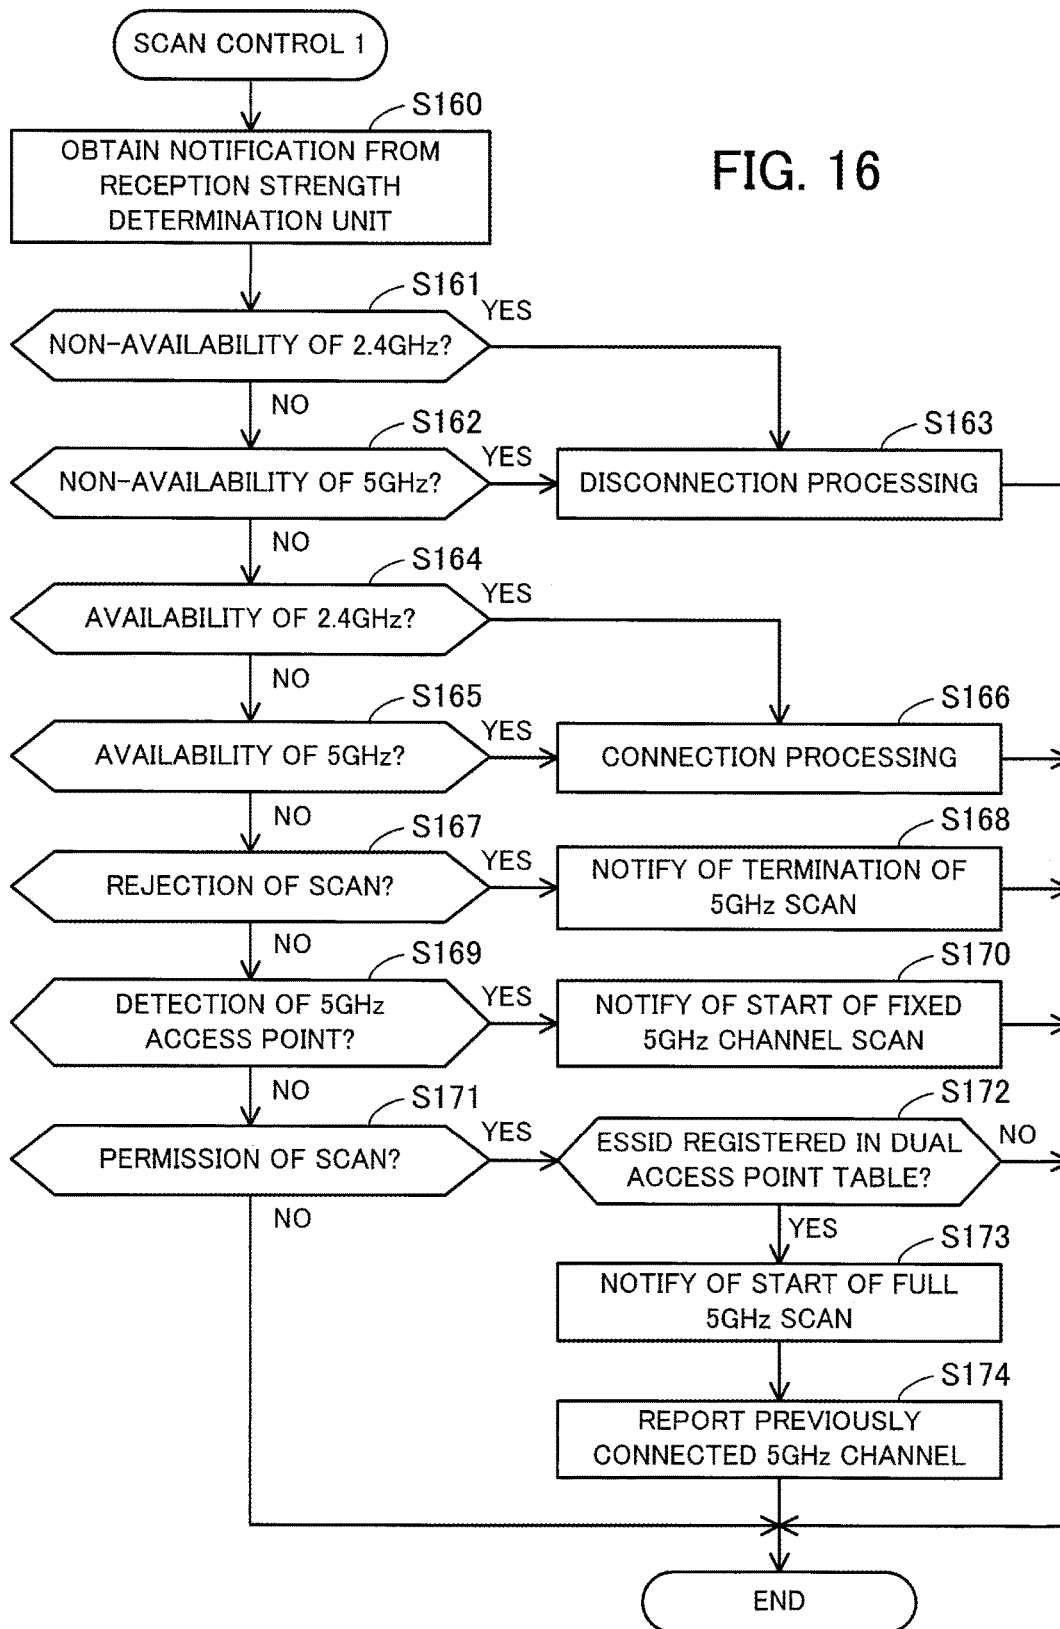 SCAN CONTROL 1
S160
OBTAIN NOTIFICATION FROM
RECEPTION STRENGTH
DETERMINATION UNIT
FIG. 16
S161
NON-AVAILABILITY OF 2.4GHz?
YES
NO
S162
NON-AVAILABILITY OF 5GHz?
YES
S163
DISCONNECTION PROCESSING
NO
S164
AVAILABILITY OF 2.4GHz?
YES
NO
S165
AVAILABILITY OF 5GHz?
YES
S166
CONNECTION PROCESSING
NO
S167
REJECTION OF SCAN?
YES
S168
NOTIFY OF TERMINATION OF
5GHz SCAN
NO
S169
DETECTION OF 5GHz
ACCESS POINT?
YES
S170
NOTIFY OF START OF FIXED
5GHz CHANNEL SCAN
NO
S171
PERMISSION OF SCAN?
YES
S172
ESSID REGISTERED IN DUAL
ACCESS POINT TABLE?
NO
NO
YES
S173
NOTIFY OF START OF FULL
5GHz SCAN
S174
REPORT PREVIOUSLY
CONNECTED 5GHz CHANNEL
END